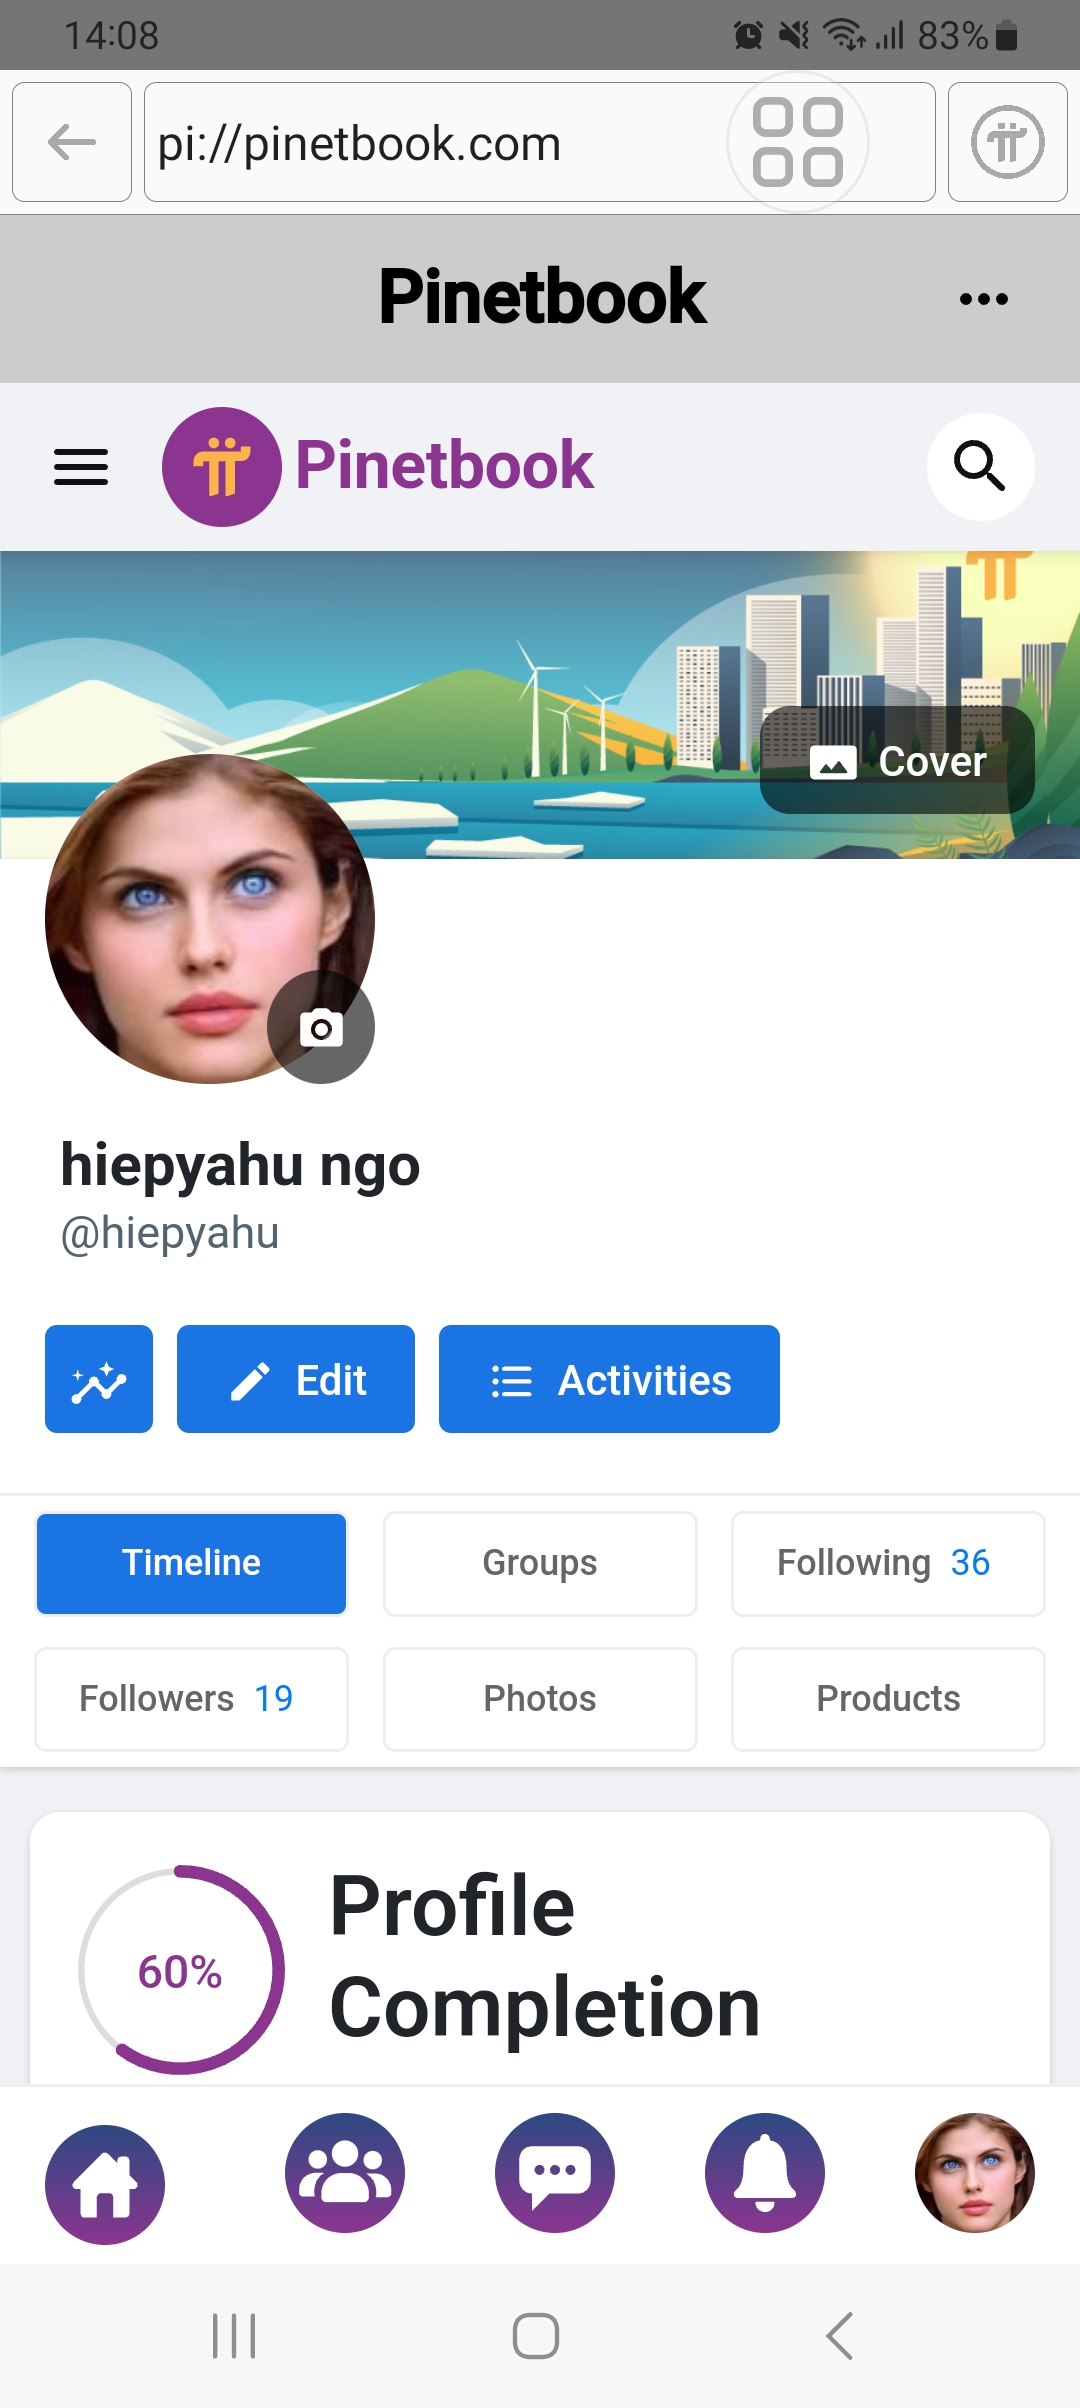 14:08
83%
pi://pinetbook.com
Pinetbook
Pinetbook
Cover
hiepyahu ngo
@hiepyahu
Edit
Activities
Timeline
Groups
Following 36
Followers 19
Photos
Products
60%
Profile
Completion